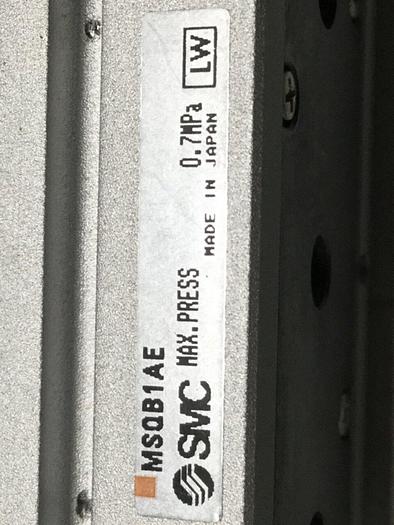 MSQB1AE
SMC MAX.PRESS 0.7MPa
MADE IN JAPAN
LW